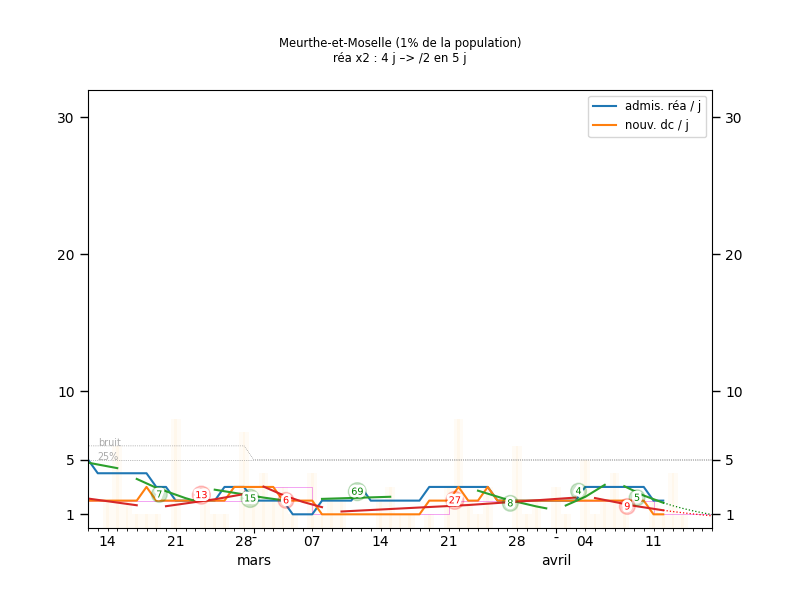 Meurthe-et-Moselle (1% de la population)
réa x2 : 4 j –> /2 en 5 j
admis. réa / j
nouv. dc / j
30 30
20 20
10 10
5 5
1 1
bruit
25%
7 13 15 6 69 27 8 4 9 5
14 21 28 07 14 21 28 04 11
mars avril